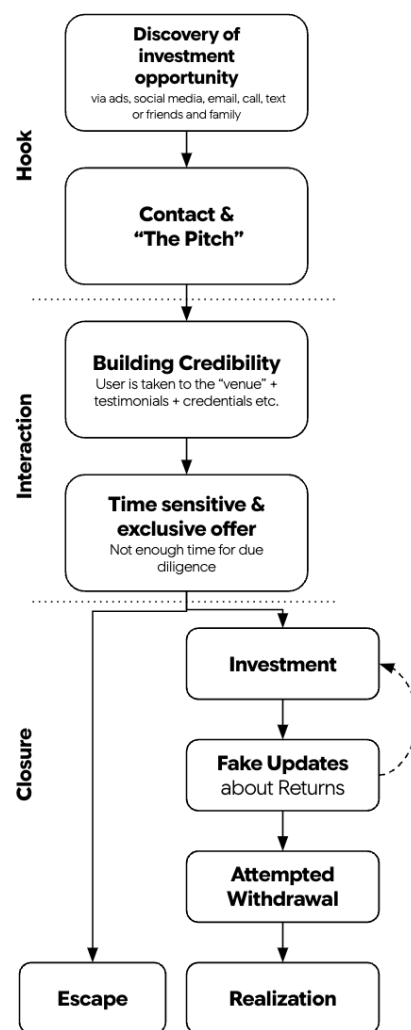 Discovery of
investment
opportunity
via ads, social media, email, call, text
or friends and family
Hook
Contact &
“The Pitch”
Building Credibility
User is taken to the “venue” +
testimonials + credentials etc.
Interaction
Time sensitive &
exclusive offer
Not enough time for due
diligence
Investment
Closure
Fake Updates
about Returns
Attempted
Withdrawal
Escape
Realization